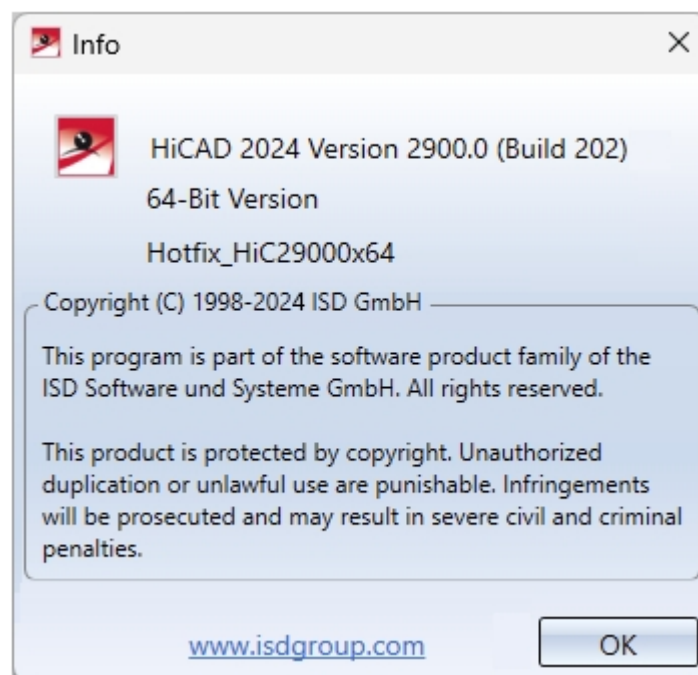 Info
HiCAD 2024 Version 2900.0 (Build 202)
64-Bit Version
Hotfix_HiC29000x64
Copyright (C) 1998-2024 ISD GmbH
This program is part of the software product family of the
ISD Software und Systeme GmbH. All rights reserved.
This product is protected by copyright. Unauthorized
duplication or unlawful use are punishable. Infringements
will be prosecuted and may result in severe civil and criminal
penalties.
www.isdgroup.com
OK